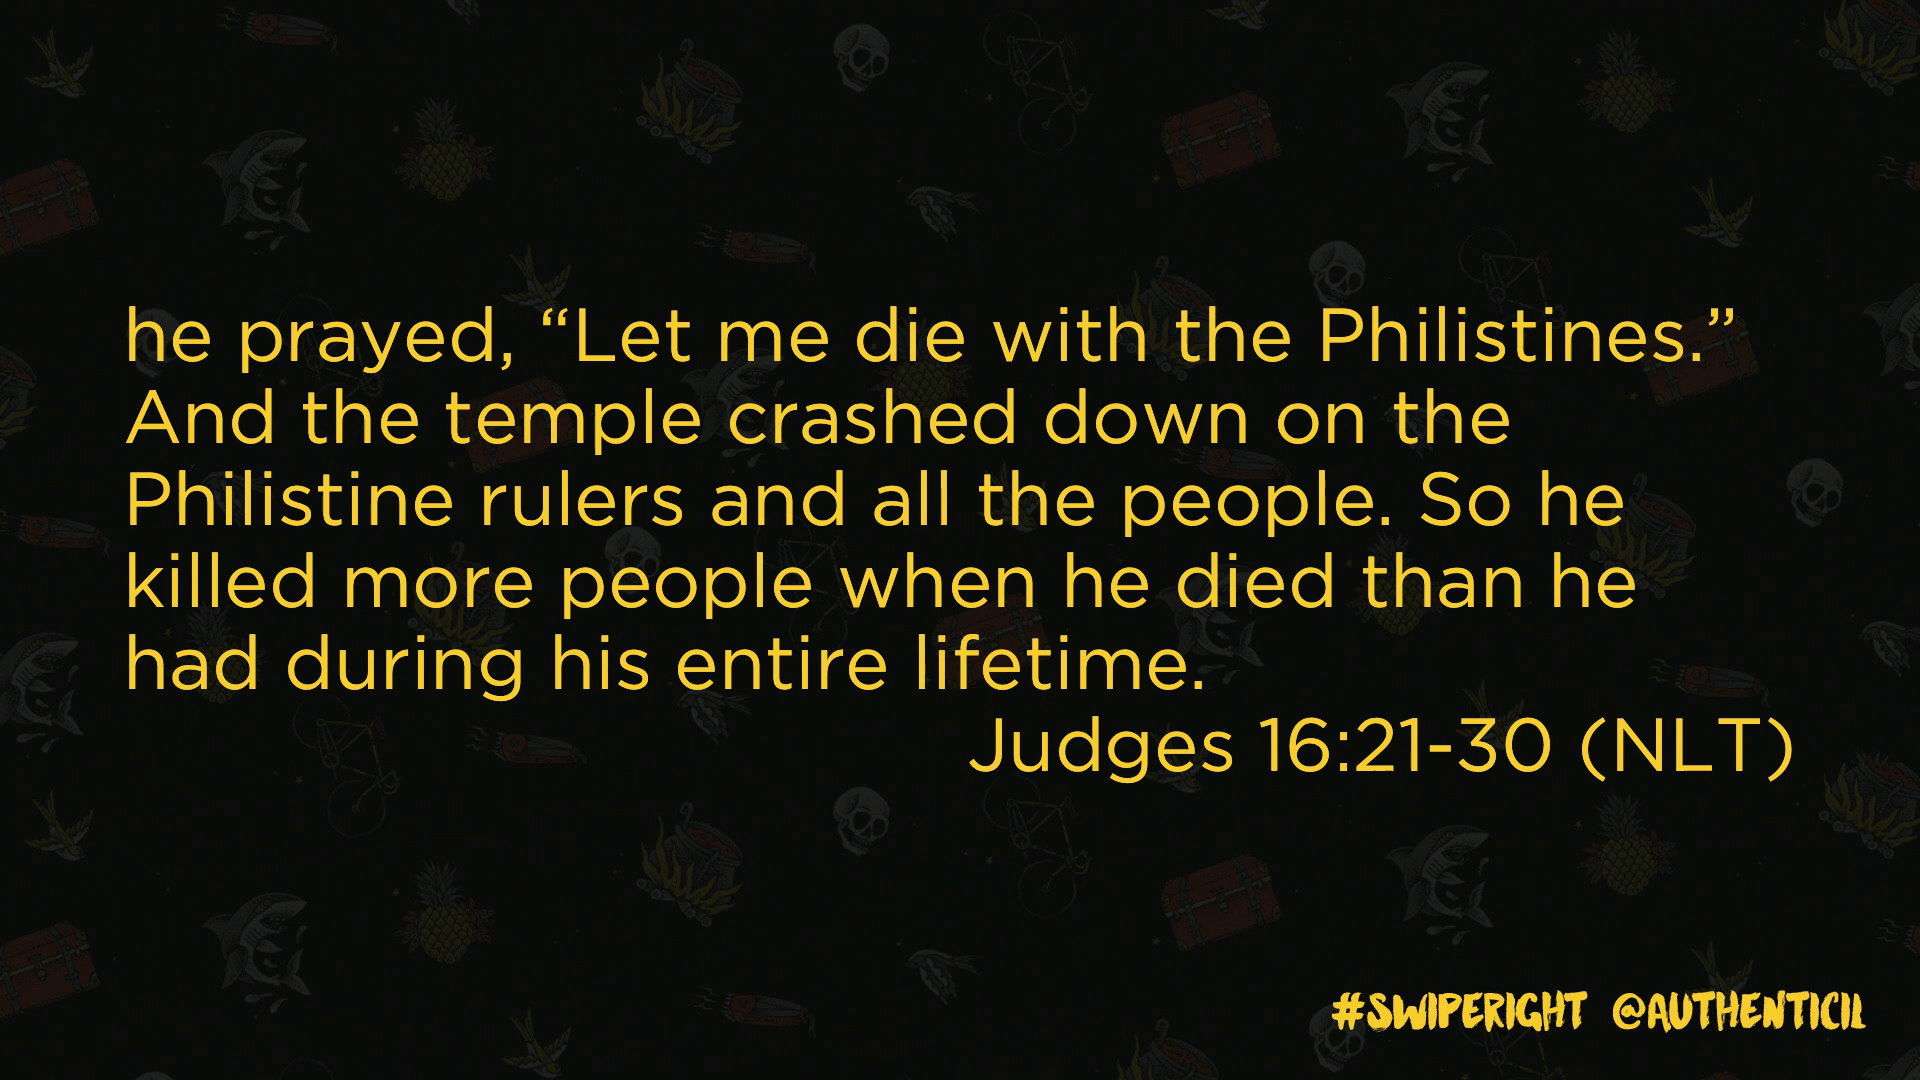 he prayed, “Let me die with the Philistines.”
And the temple crashed down on the
Philistine rulers and all the people. So he
killed more people when he died than he
had during his entire lifetime.
Judges 16:21-30 (NLT)
#SWIPERIGHT @AUTHENTICIL